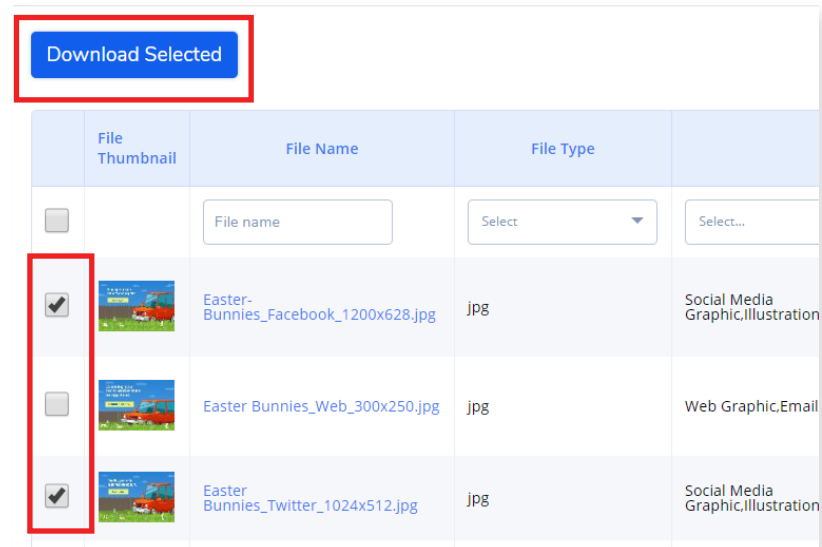 Download Selected
File
Thumbnail
File Name
File Type
File name
Select
Select...
Easter-
Bunnies_Facebook_1200x628.jpg
jpg
Social Media
Graphic,Illustration
Easter Bunnies_Web_300x250.jpg
jpg
Web Graphic,Email
Easter
Bunnies_Twitter_1024x512.jpg
jpg
Social Media
Graphic,Illustration